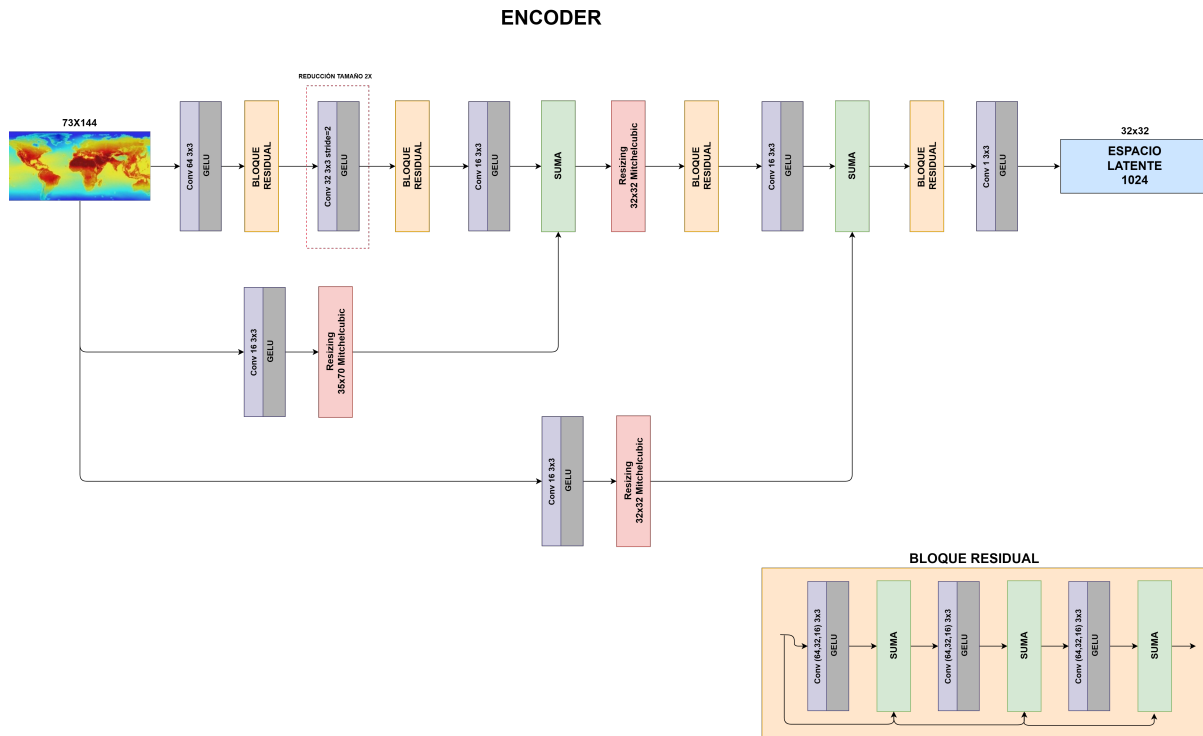 ENCODER
REDUCCIÓN TAMAÑO 2X
73X144
Conv 64 3x3
GELU
BLOQUE
RESIDUAL
Conv 32 3x3 stride=2
GELU
BLOQUE
RESIDUAL
Conv 16 3x3
GELU
SUMA
Resizing
32x32 Mitchelcubic
BLOQUE
RESIDUAL
Conv 16 3x3
GELU
SUMA
BLOQUE
RESIDUAL
Conv 1 3x3
GELU
32x32
ESPACIO
LATENTE
1024
Conv 16 3x3
GELU
Resizing
35x70 Mitchelcubic
Conv 16 3x3
GELU
Resizing
32x32 Mitchelcubic
BLOQUE RESIDUAL
Conv (64,32,16) 3x3
GELU
SUMA
Conv (64,32,16) 3x3
GELU
SUMA
Conv (64,32,16) 3x3
GELU
SUMA